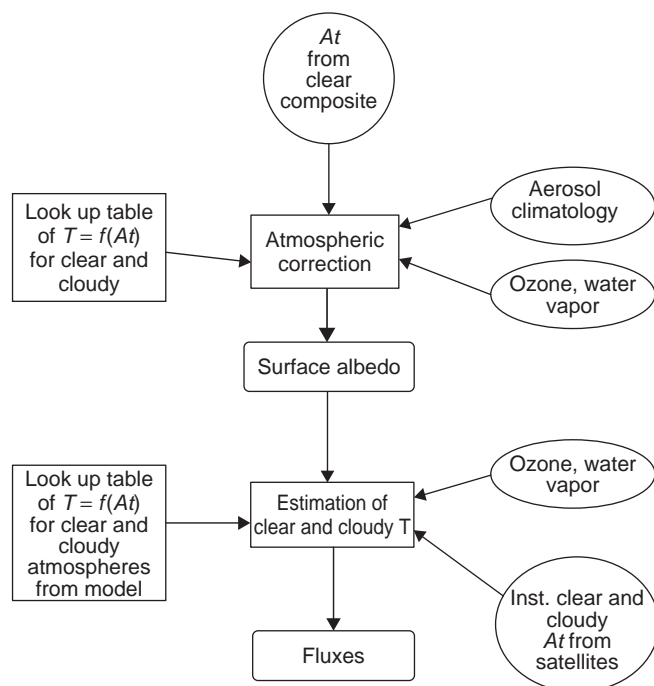 At
from
clear
composite
Look up table
of T = f(At)
for clear and
cloudy
Atmospheric
correction
Aerosol
climatology
Ozone, water
vapor
Surface albedo
Look up table
of T = f(At)
for clear and
cloudy
atmospheres
from model
Estimation of
clear and cloudy T
Ozone, water
vapor
Inst. clear and
cloudy
At from
satellites
Fluxes